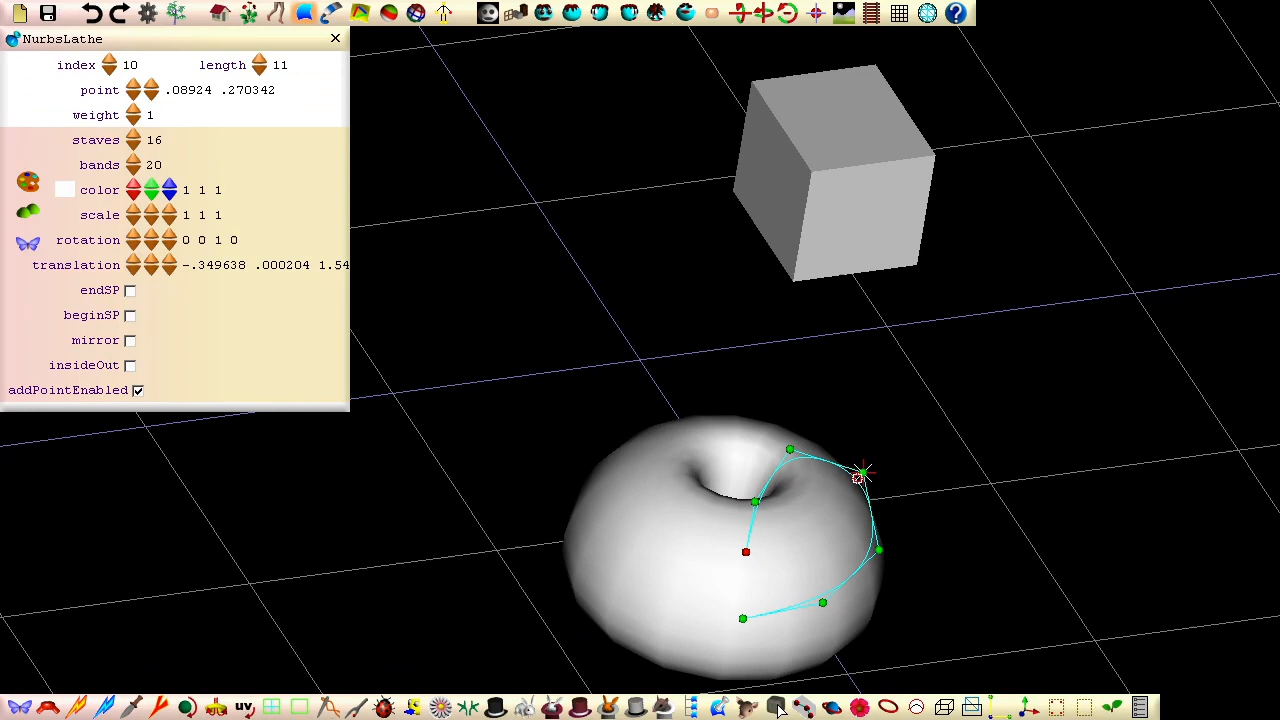 NurbsLathe
index 10 length 11
point .08924 .270342
weight 1
staves 16
bands 20
color 1 1 1
scale 1 1 1
rotation 0 0 1 0
translation -.349638 .000204 1.54
endSP
beginSP
mirror
insideOut
addPointEnabled
uv